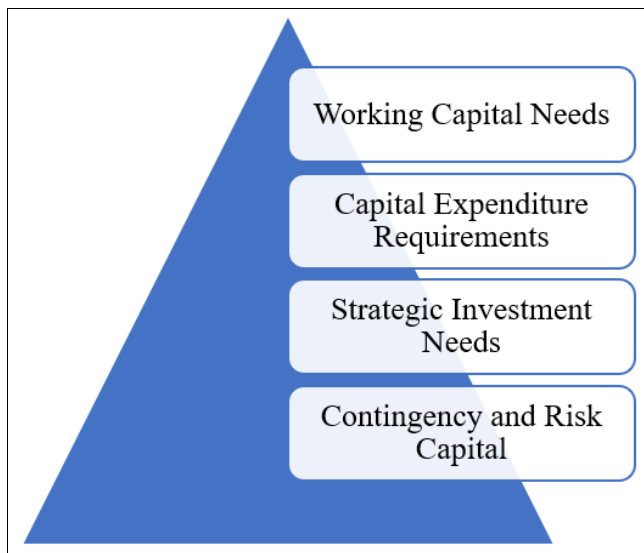 Working Capital Needs
Capital Expenditure
Requirements
Strategic Investment
Needs
Contingency and Risk
Capital